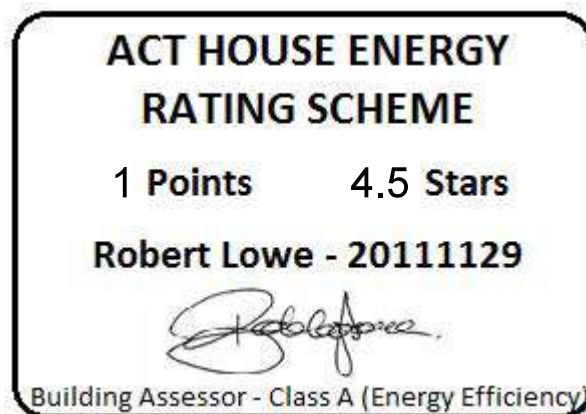 ACT HOUSE ENERGY
RATING SCHEME
1 Points 4.5 Stars
Robert Lowe - 20111129
Building Assessor - Class A (Energy Efficiency)